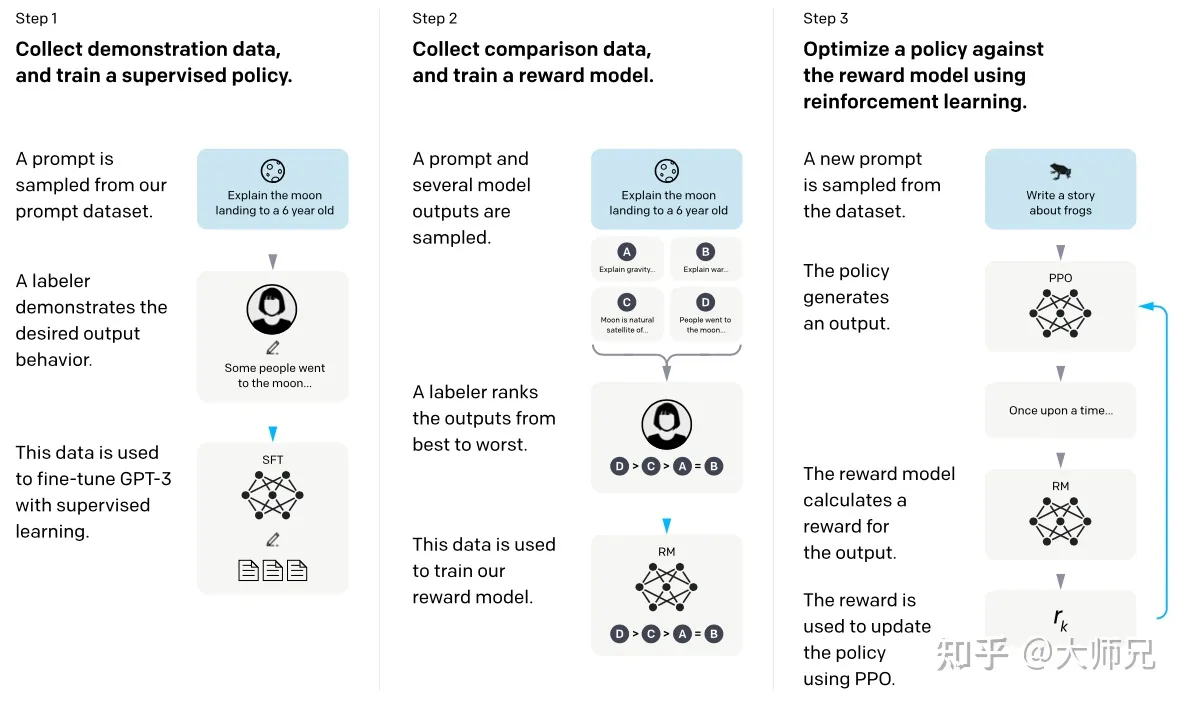 Step 1
Collect demonstration data,
and train a supervised policy.
A prompt is
sampled from our
prompt dataset.
Explain the moon
landing to a 6 year old
A labeler
demonstrates the
desired output
behavior.
Some people went
to the moon...
This data is used
to fine-tune GPT-3
with supervised
learning.
SFT
Step 2
Collect comparison data,
and train a reward model.
A prompt and
several model
outputs are
sampled.
Explain the moon
landing to a 6 year old
A
Explain gravity...
B
Explain war...
C
Moon is natural
satellite of...
D
People went to
the moon...
A labeler ranks
the outputs from
best to worst.
D > C > A = B
This data is used
to train our
reward model.
RM
D > C > A = B
Step 3
Optimize a policy against
the reward model using
reinforcement learning.
A new prompt
is sampled from
the dataset.
Write a story
about frogs
The policy
generates
an output.
PPO
Once upon a time...
The reward model
calculates a
reward for
the output.
RM
The reward is
used to update
the policy
using PPO.
r_k
知乎 @大师兄